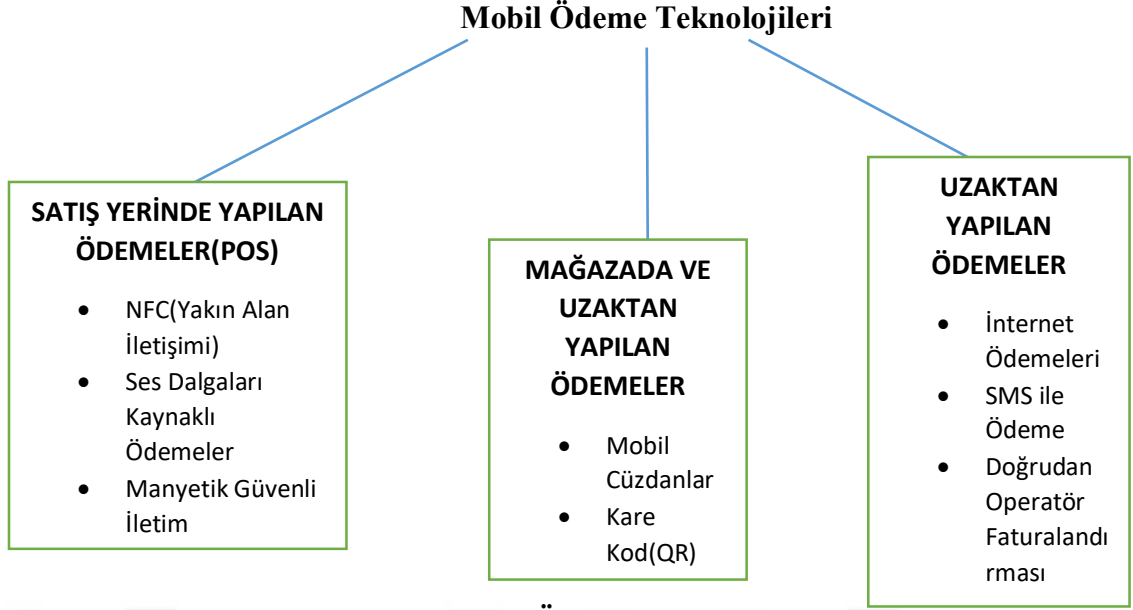 Mobil Ödeme Teknolojileri
SATIŞ YERİNDE YAPILAN
ÖDEMELER(POS)
• NFC(Yakın Alan
İletişimi)
• Ses Dalgaları
Kaynaklı
Ödemeler
• Manyetik Güvenli
İletim
MAĞAZADA VE
UZAKTAN
YAPILAN
ÖDEMELER
• Mobil
Cüzdanlar
• Kare
Kod(QR)
UZAKTAN
YAPILAN
ÖDEMELER
• İnternet
Ödemeleri
• SMS ile
Ödeme
• Doğrudan
Operatör
Faturalandı
rması